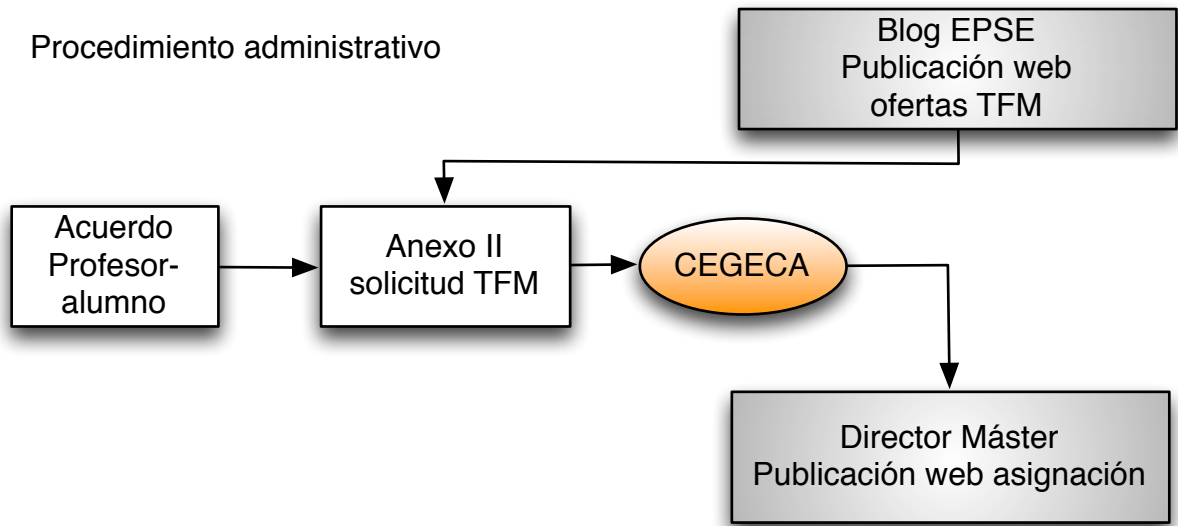 Procedimiento administrativo
Blog EPSE
Publicación web
ofertas TFM
Acuerdo
Profesor-
alumno
Anexo II
solicitud TFM
CEGECA
Director Máster
Publicación web asignación